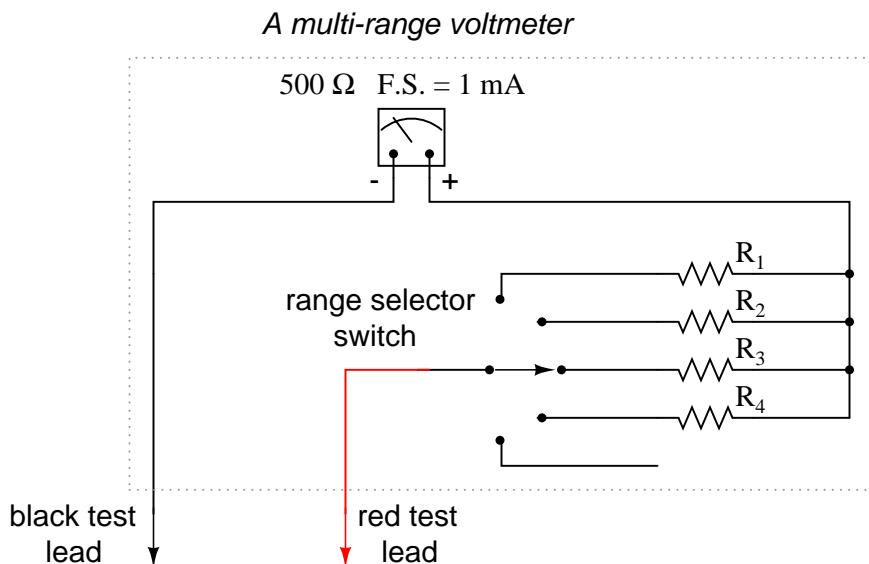 A multi-range voltmeter
500 Ω F.S. = 1 mA
- +
R1
range selector
switch
R2
R3
R4
black test
lead
red test
lead